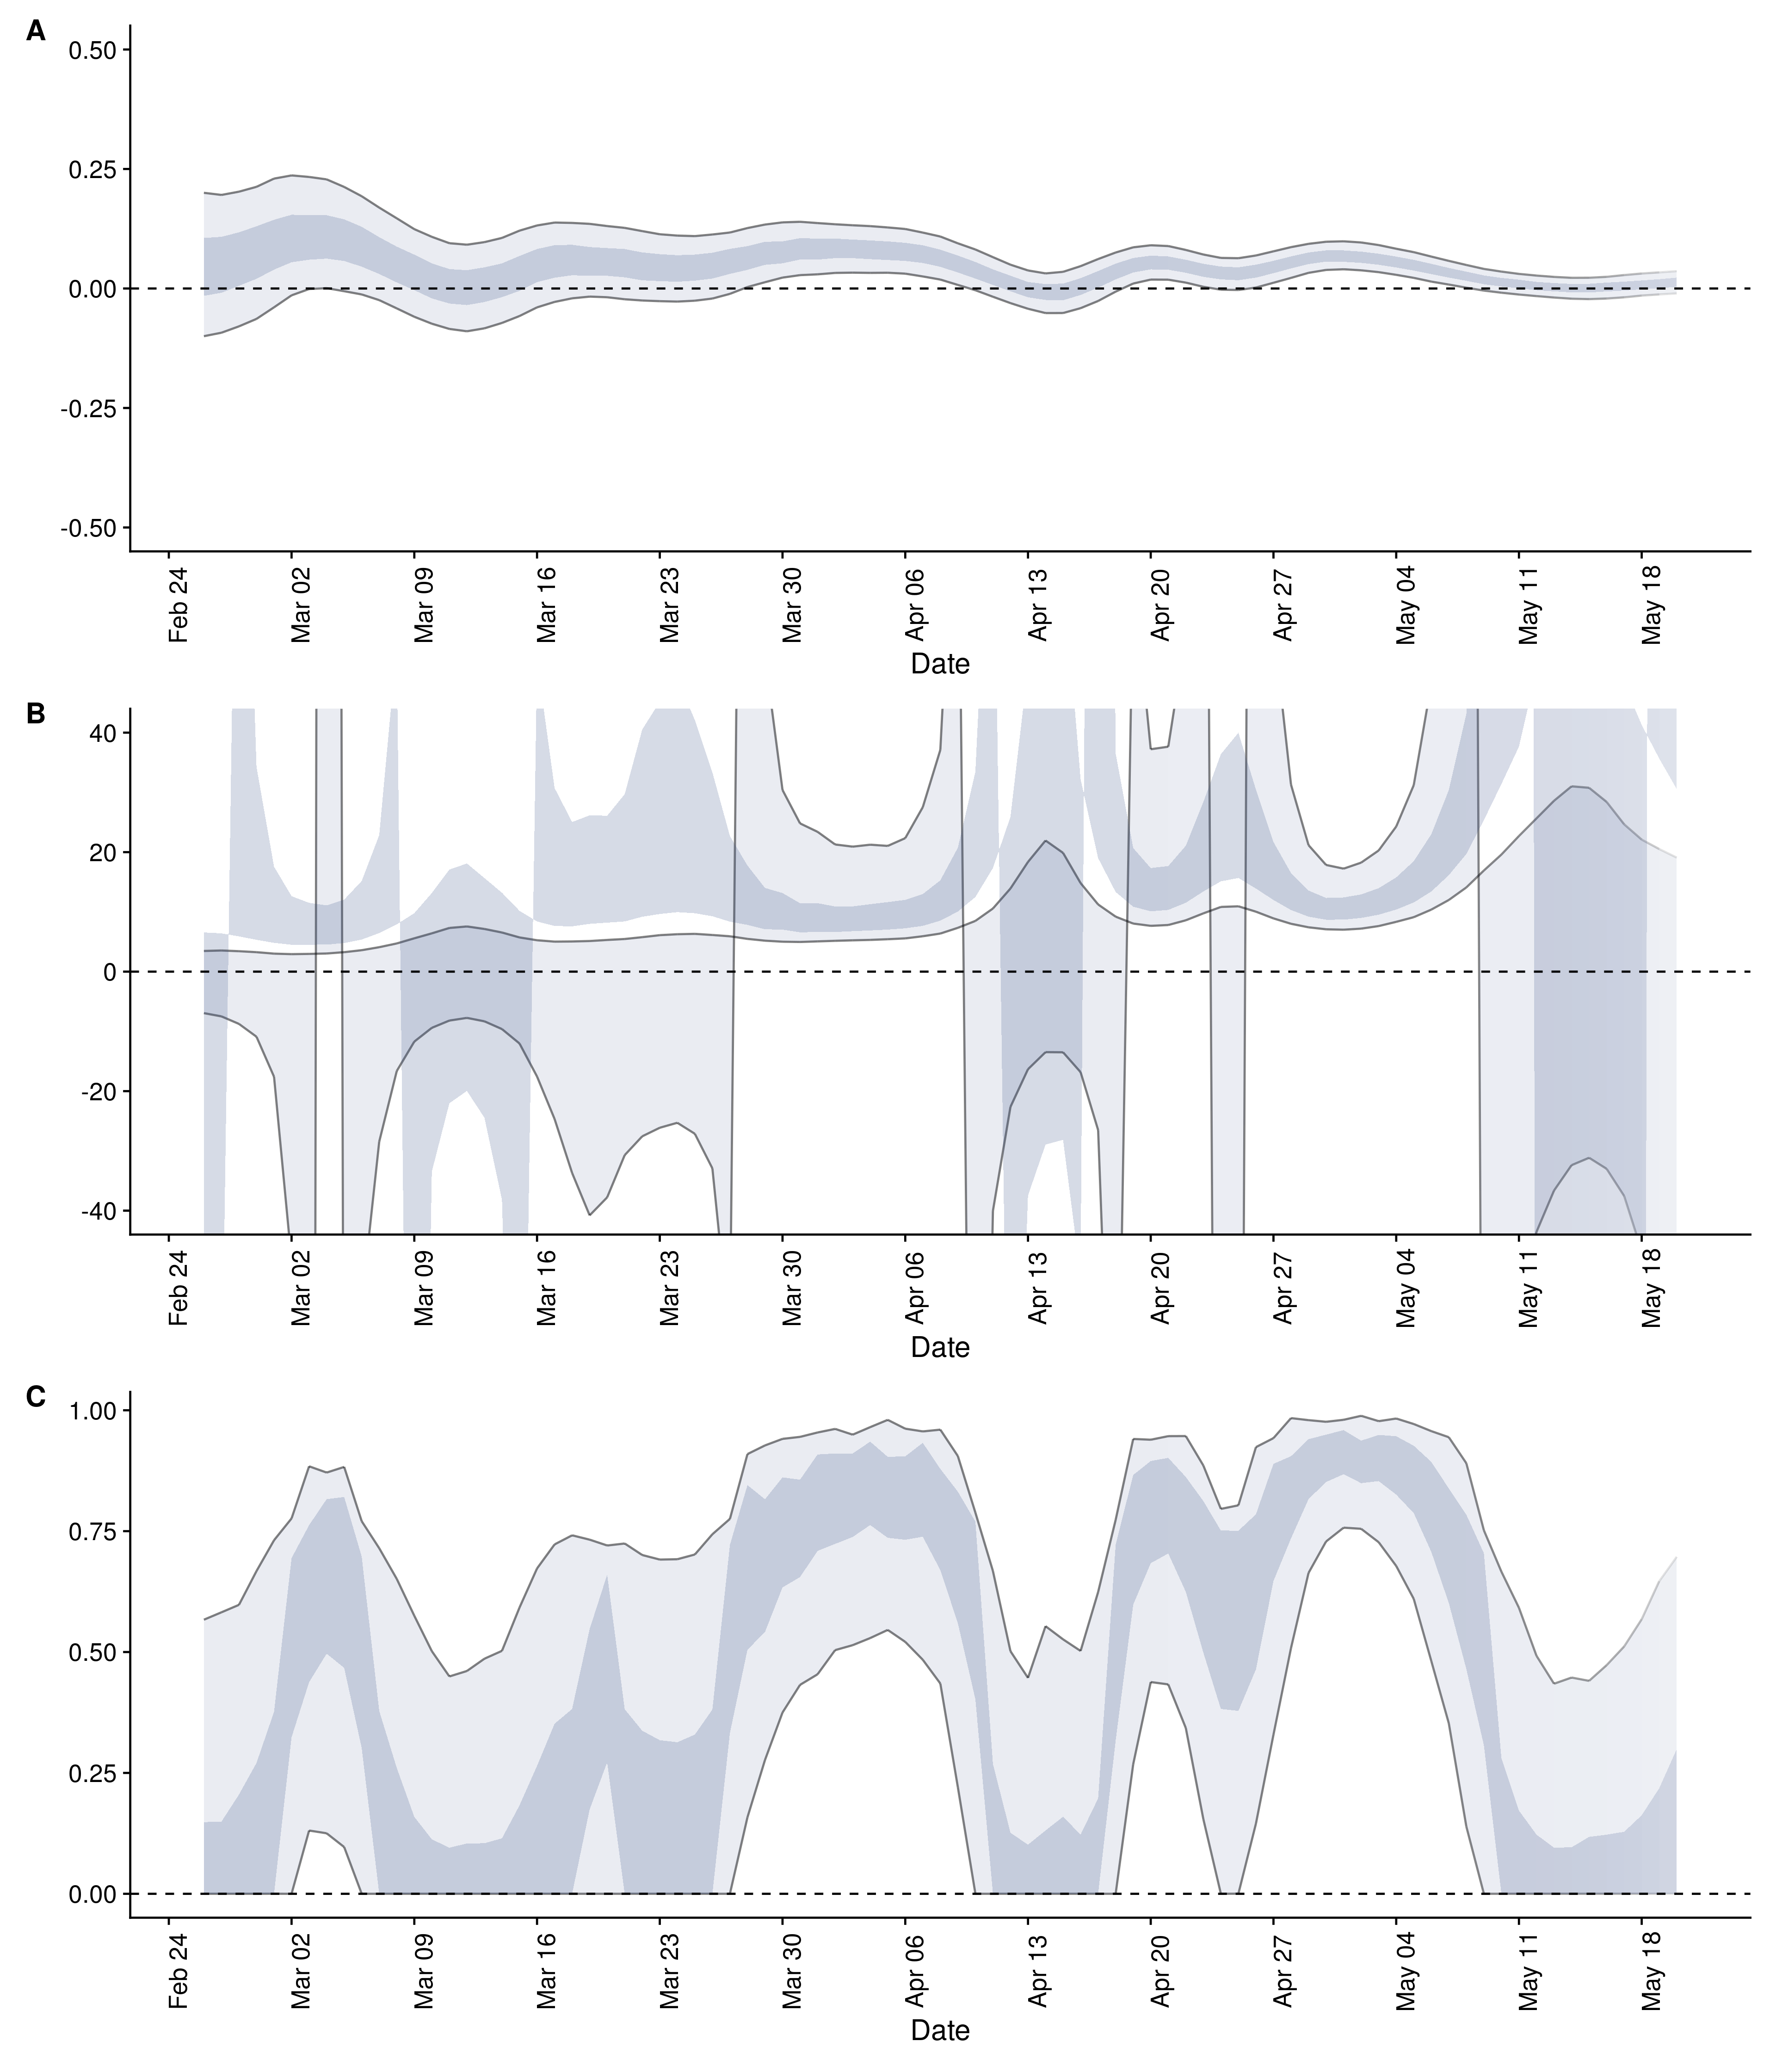 A
0.50
0.25
0.00
-0.25
-0.50
Feb 24
Mar 02
Mar 09
Mar 16
Mar 23
Mar 30
Apr 06
Apr 13
Apr 20
Apr 27
May 04
May 11
May 18
Date
B
40
20
0
-20
-40
Feb 24
Mar 02
Mar 09
Mar 16
Mar 23
Mar 30
Apr 06
Apr 13
Apr 20
Apr 27
May 04
May 11
May 18
Date
C
1.00
0.75
0.50
0.25
0.00
Feb 24
Mar 02
Mar 09
Mar 16
Mar 23
Mar 30
Apr 06
Apr 13
Apr 20
Apr 27
May 04
May 11
May 18
Date